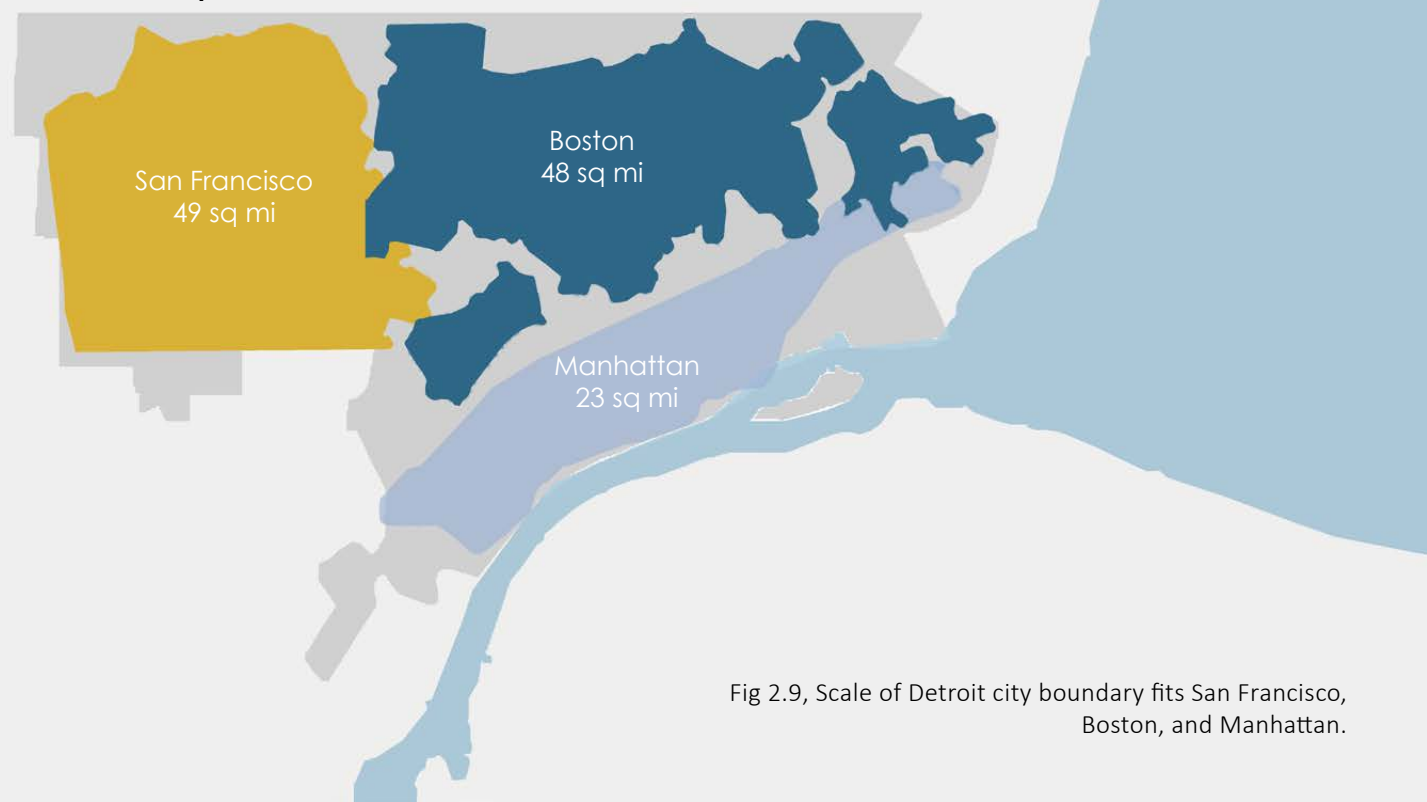 Boston
48 sq mi
San Francisco
49 sq mi
Manhattan
23 sq mi
Fig 2.9, Scale of Detroit city boundary fits San Francisco,
Boston, and Manhattan.